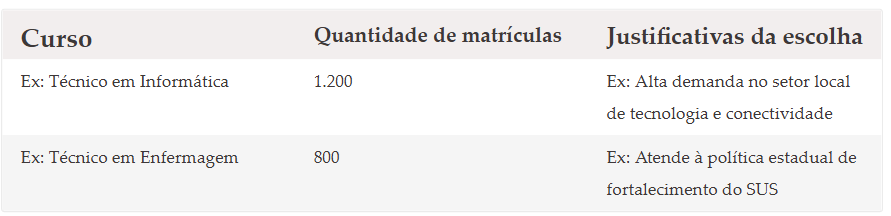 Curso Quantidade de matrículas Justificativas da escolha
Ex: Técnico em Informática 1.200 Ex: Alta demanda no setor local
de tecnologia e conectividade
Ex: Técnico em Enfermagem 800 Ex: Atende à política estadual de
fortalecimento do SUS